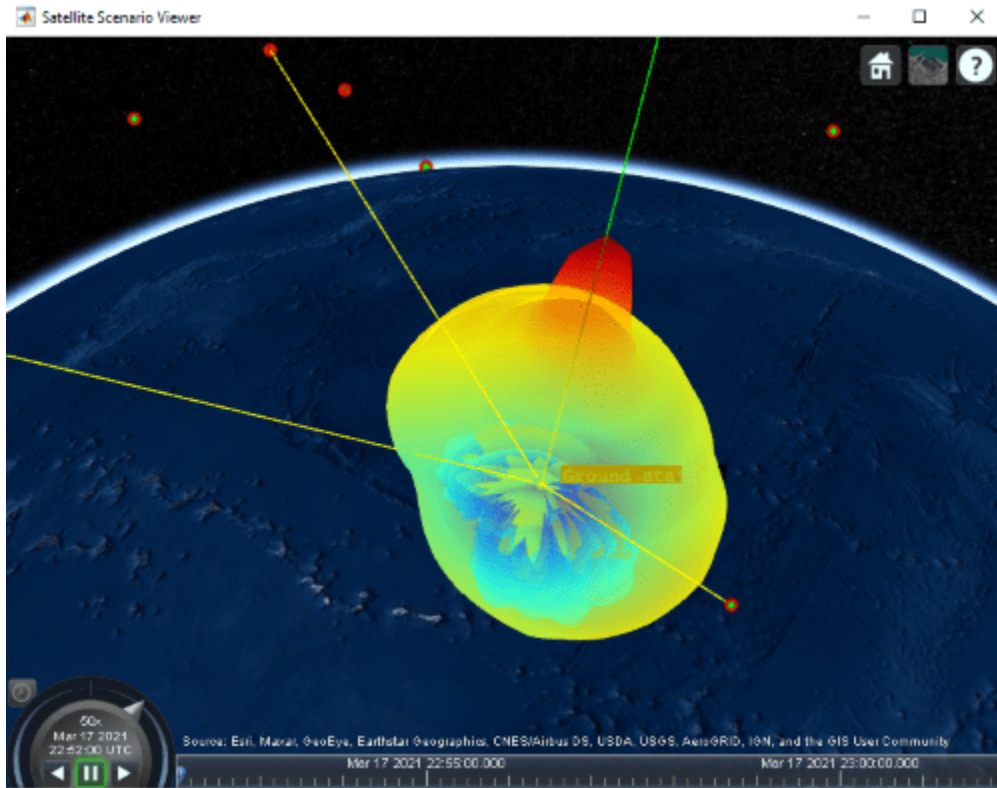 Satellite Scenario Viewer
?
Ground sta
50x
Mar 17 2021
22:52:00 UTC
Source: Esri, Maxar, GeoEye, Earthstar Geographics, CNES/Airbus DS, USDA, USGS, AeroGRID, IGN, and the GIS User Community
Mar 17 2021 22:55:00.000
Mar 17 2021 23:00:00.000